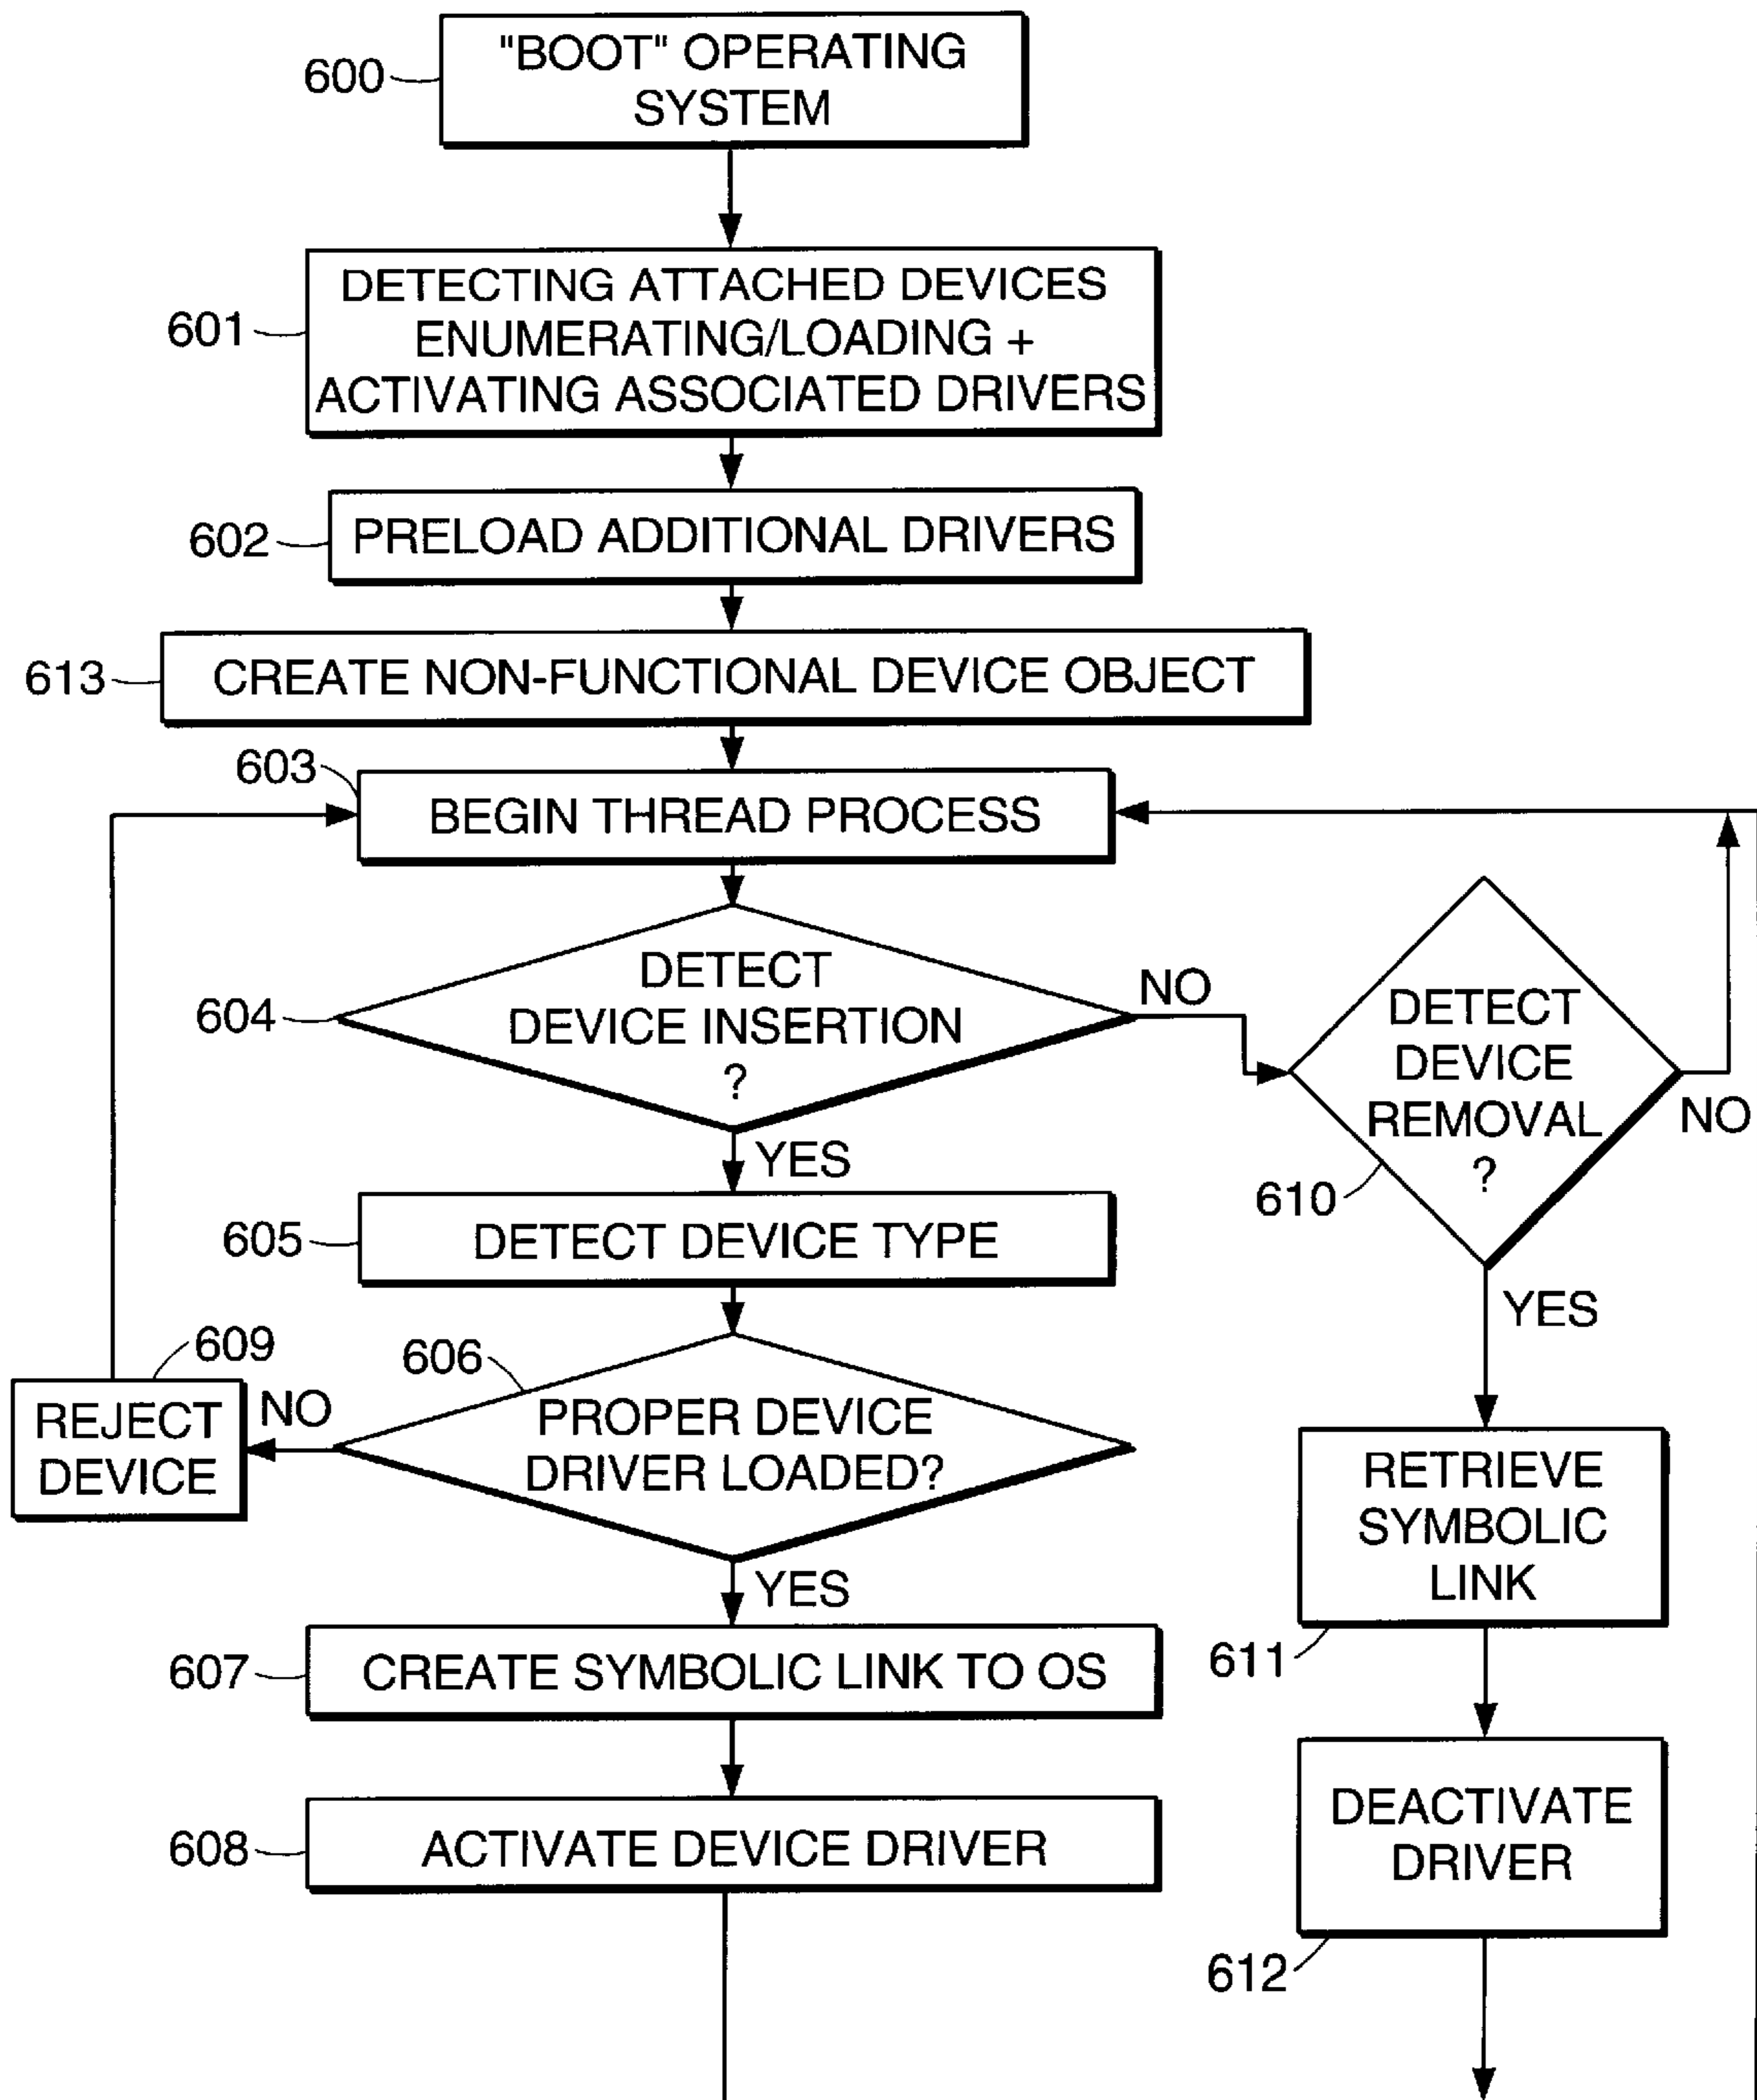 600
"BOOT" OPERATING
SYSTEM
601
DETECTING ATTACHED DEVICES
ENUMERATING/LOADING +
ACTIVATING ASSOCIATED DRIVERS
602
PRELOAD ADDITIONAL DRIVERS
613
CREATE NON-FUNCTIONAL DEVICE OBJECT
603
BEGIN THREAD PROCESS
604
DETECT
DEVICE INSERTION
?
NO
YES
DETECT
DEVICE
REMOVAL
?
610
NO
YES
605
DETECT DEVICE TYPE
606
PROPER DEVICE
DRIVER LOADED?
NO
609
REJECT
DEVICE
YES
607
CREATE SYMBOLIC LINK TO OS
608
ACTIVATE DEVICE DRIVER
RETRIEVE
SYMBOLIC
LINK
611
DEACTIVATE
DRIVER
612